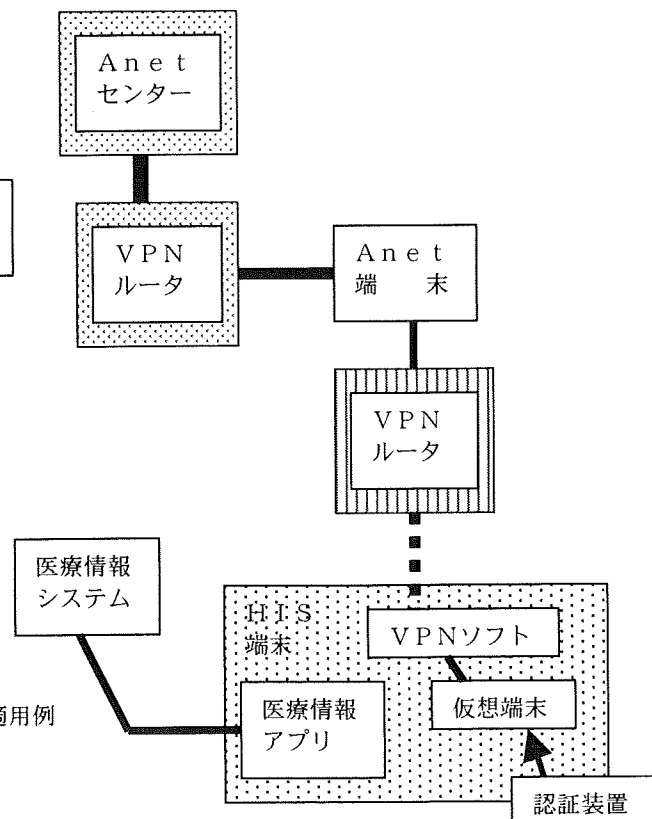 Ａｎｅｔ
センター
ＶＰＮ
ルータ
Ａｎｅｔ
端　末
ＶＰＮ
ルータ
医療情報
システム
ＨＩＳ
端末
ＶＰＮソフト
仮想端末
医療情報
アプリ
適用例
認証装置